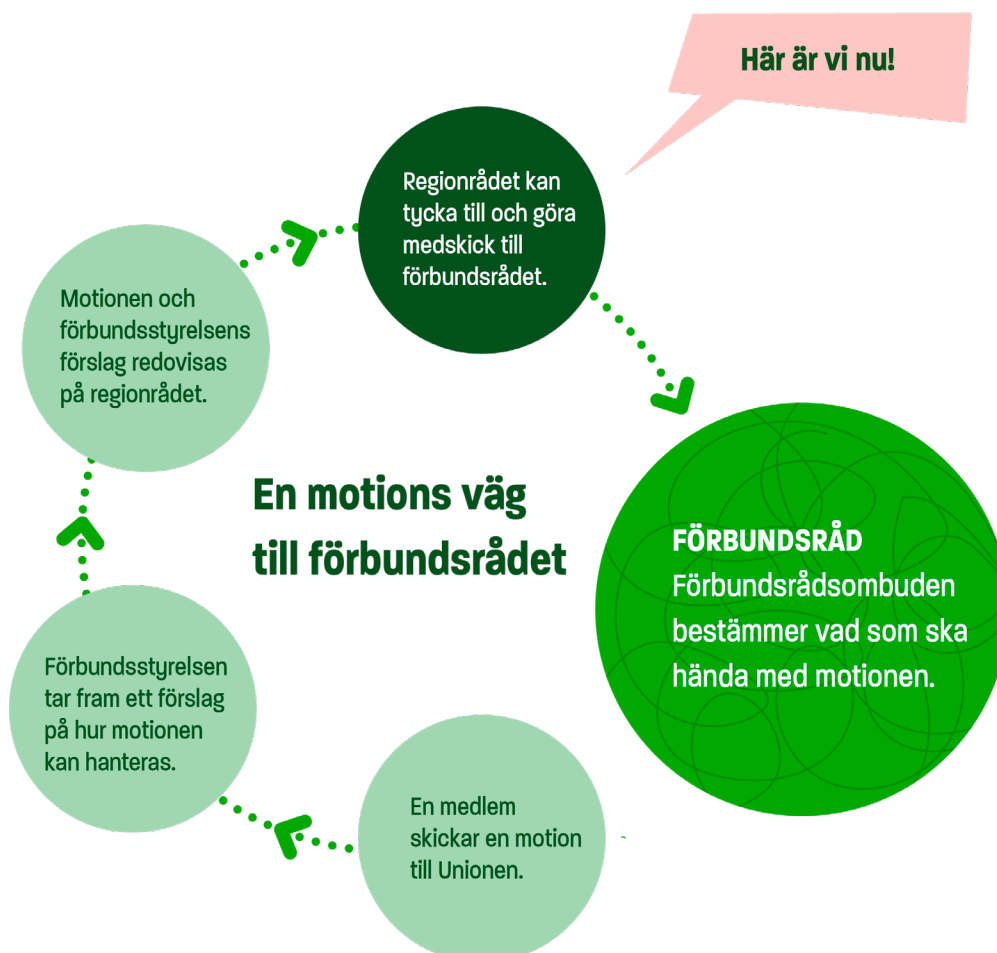 Här är vi nu!
Regionrådet kan
tycka till och göra
medskick till
förbundsrådet.
Motionen och
förbundsstyrelsens
förslag redovisas
på regionrådet.
En motions väg
till förbundsrådet
FÖRBUNDSRÅD
Förbundsrådsombuden
bestämmer vad som ska
hända med motionen.
Förbundsstyrelsen
tar fram ett förslag
på hur motionen
kan hanteras.
En medlem
skickar en motion
till Unionen.